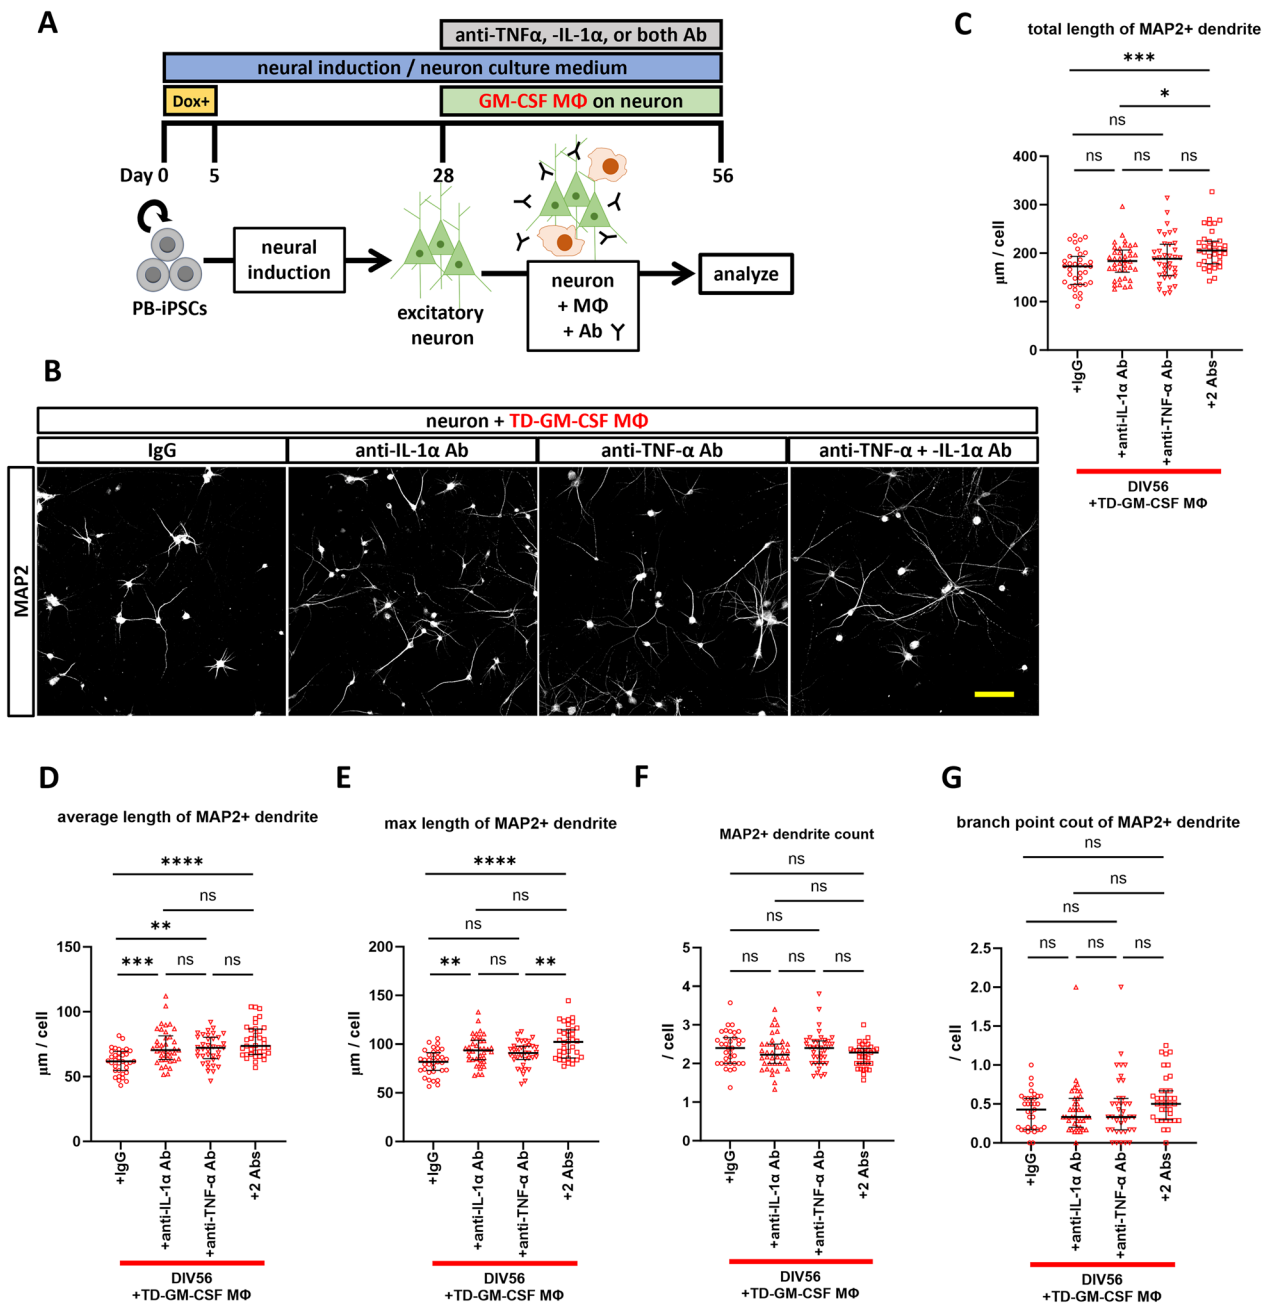 A
anti-TNFα, -IL-1α, or both Ab
neural induction / neuron culture medium
Dox+
GM-CSF MΦ on neuron
Day 0
5
28
56
PB-iPSCs
neural
induction
excitatory
neuron
neuron
+ MΦ
+ Ab
analyze
B
neuron + TD-GM-CSF MΦ
IgG
anti-IL-1α Ab
anti-TNF-α Ab
anti-TNF-α + -IL-1α Ab
MAP2
C
total length of MAP2+ dendrite
***
*
ns
ns
ns
ns
400
300
200
100
0
μm / cell
+IgG
+anti-IL-1α Ab
+anti-TNF-α Ab
+2 Abs
DIV56
+TD-GM-CSF MΦ
D
average length of MAP2+ dendrite
****
ns
**
***
ns
ns
150
100
50
0
μm / cell
+IgG
+anti-IL-1α Ab
+anti-TNF-α Ab
+2 Abs
DIV56
+TD-GM-CSF MΦ
E
max length of MAP2+ dendrite
****
ns
ns
**
ns
**
200
150
100
50
0
μm / cell
+IgG
+anti-IL-1α Ab
+anti-TNF-α Ab
+2 Abs
DIV56
+TD-GM-CSF MΦ
F
MAP2+ dendrite count
ns
ns
ns
ns
ns
ns
5
4
3
2
1
0
/ cell
+IgG
+anti-IL-1α Ab
+anti-TNF-α Ab
+2 Abs
DIV56
+TD-GM-CSF MΦ
G
branch point cout of MAP2+ dendrite
ns
ns
ns
ns
ns
ns
2.5
2.0
1.5
1.0
0.5
0.0
/ cell
+IgG
+anti-IL-1α Ab
+anti-TNF-α Ab
+2 Abs
DIV56
+TD-GM-CSF MΦ